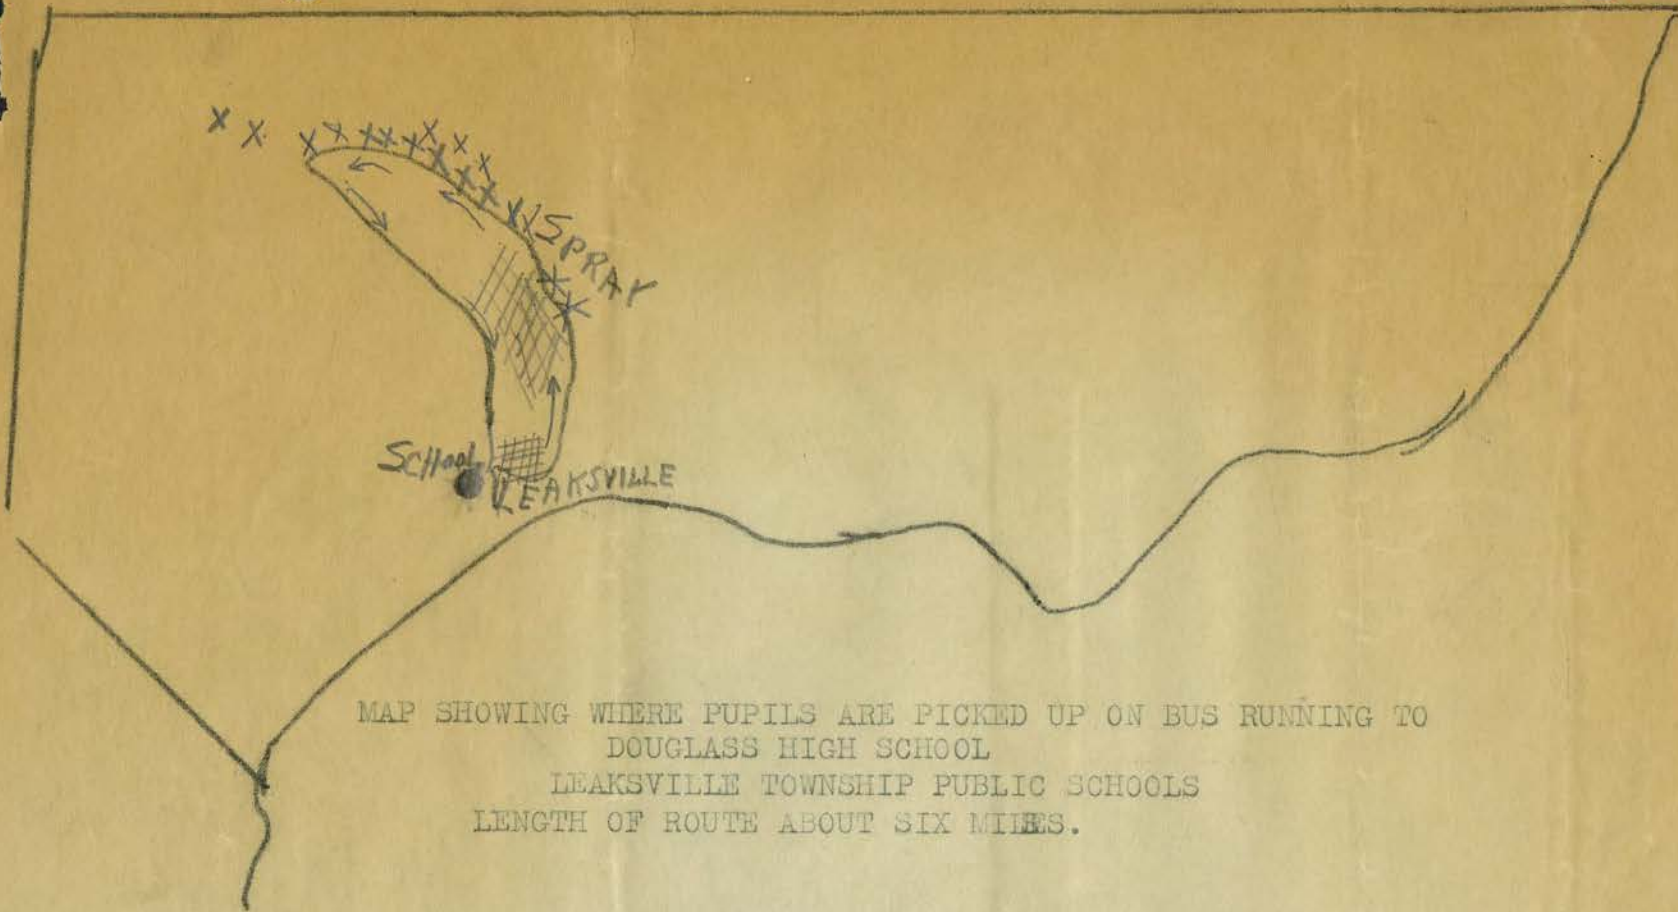 SPRAY
SCHOOL
LEAKSVILLE
MAP SHOWING WHERE PUPILS ARE PICKED UP ON BUS RUNNING TO
DOUGLASS HIGH SCHOOL
LEAKSVILLE TOWNSHIP PUBLIC SCHOOLS
LENGTH OF ROUTE ABOUT SIX MILES.